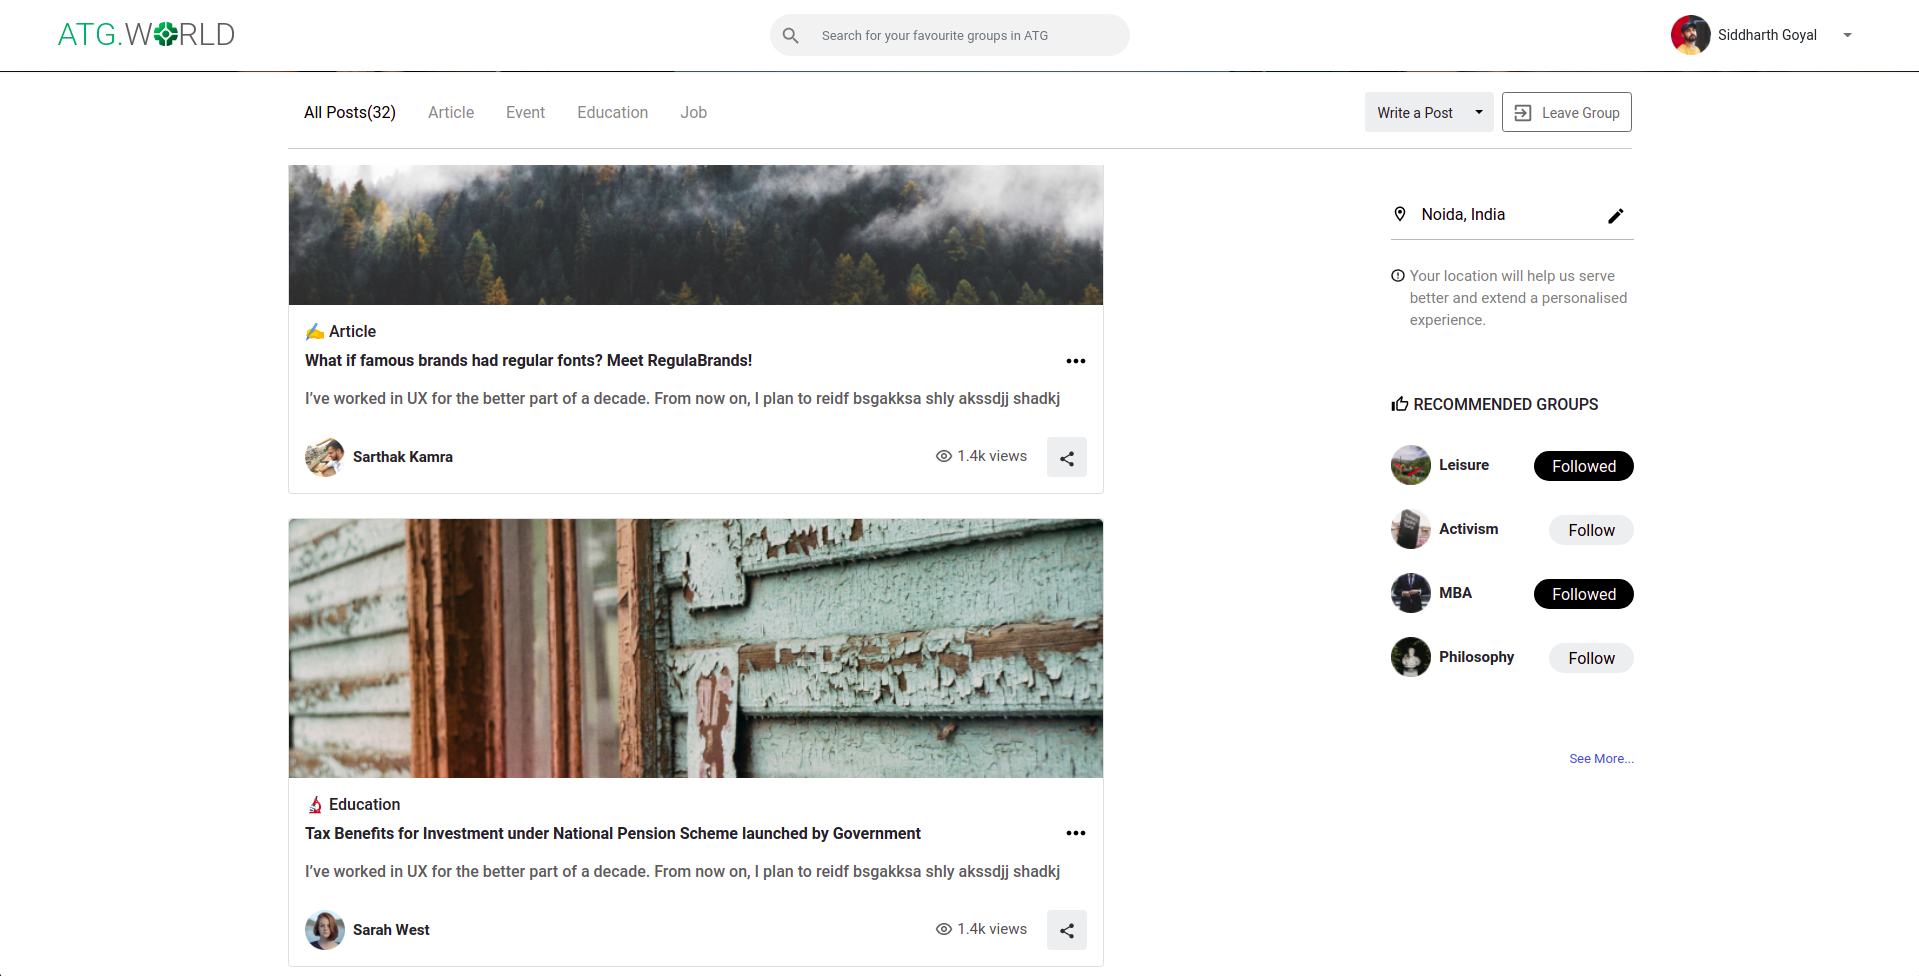 ATG.WORLD
Search for your favourite groups in ATG
Siddharth Goyal
All Posts(32)
Article
Event
Education
Job
Write a Post
Leave Group
✍️ Article
What if famous brands had regular fonts? Meet RegulaBrands!
I've worked in UX for the better part of a decade. From now on, I plan to reidf bsgakksa shly akssdjj shadkj
Sarthak Kamra
1.4k views
🔬 Education
Tax Benefits for Investment under National Pension Scheme launched by Government
I've worked in UX for the better part of a decade. From now on, I plan to reidf bsgakksa shly akssdjj shadkj
Sarah West
1.4k views
Noida, India
Your location will help us serve
better and extend a personalised
experience.
RECOMMENDED GROUPS
Leisure
Followed
Activism
Follow
MBA
Followed
Philosophy
Follow
See More...